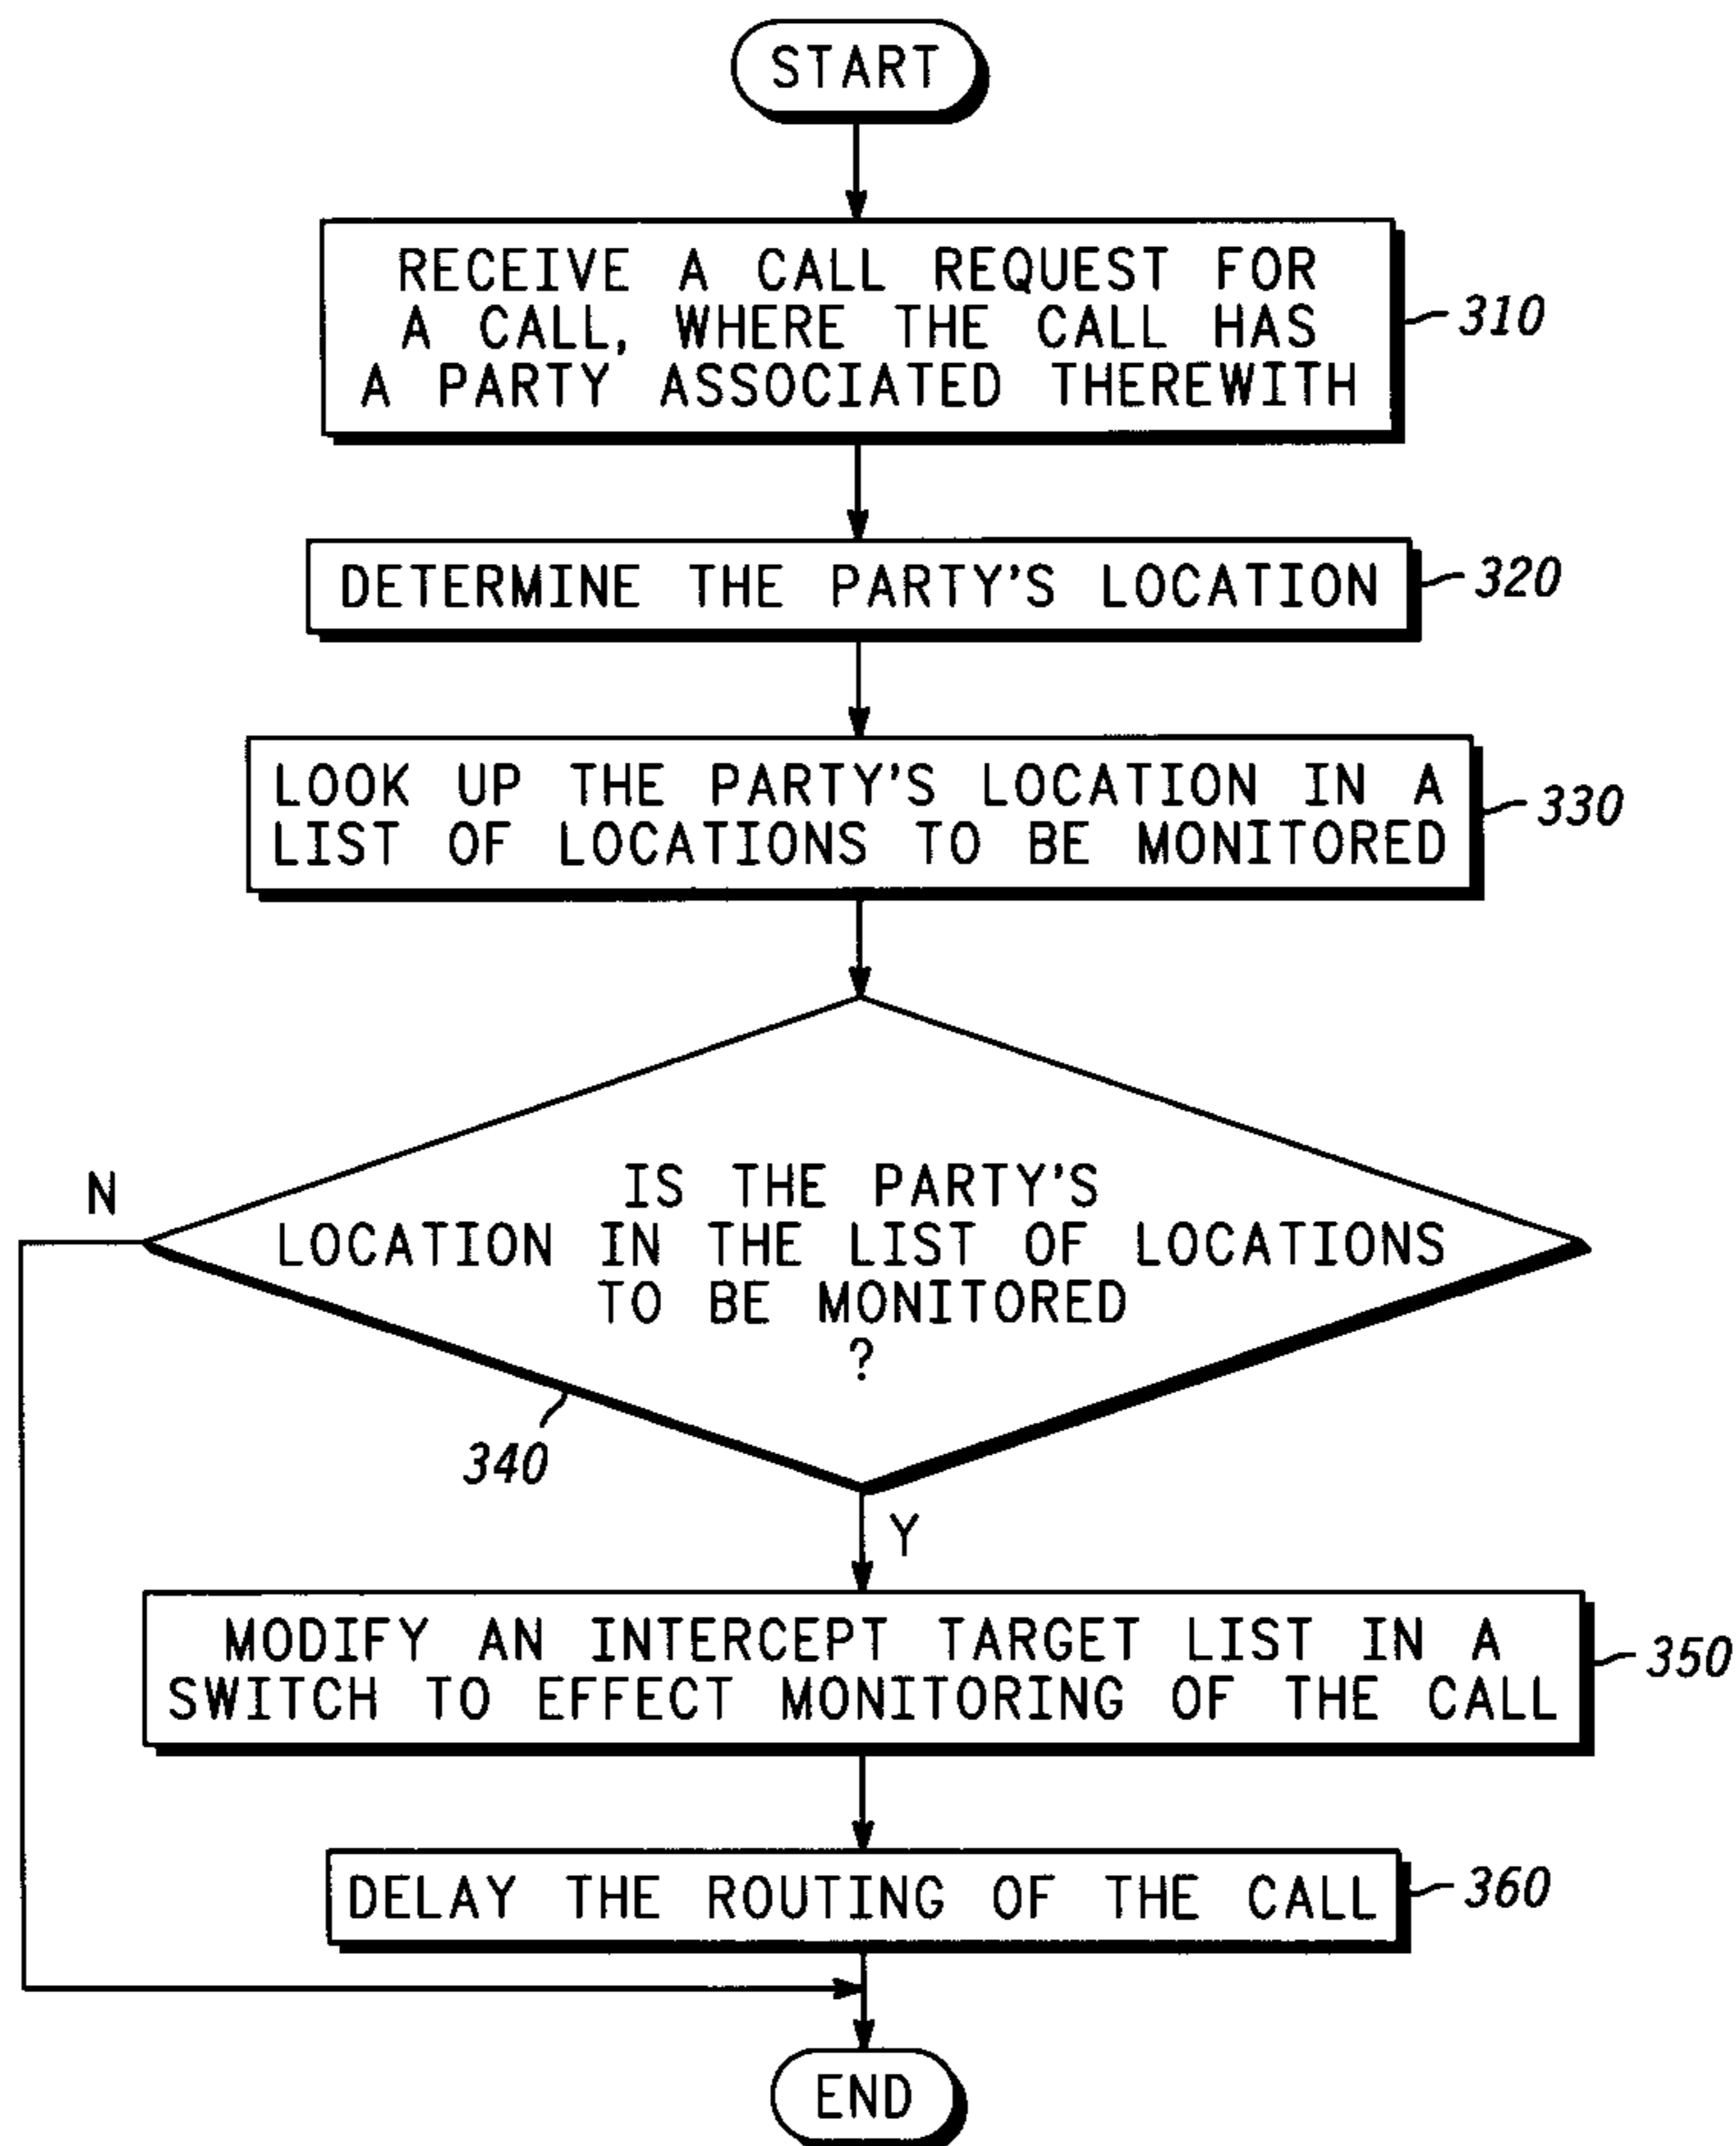 START
RECEIVE A CALL REQUEST FOR
A CALL, WHERE THE CALL HAS
A PARTY ASSOCIATED THEREWITH
310
DETERMINE THE PARTY'S LOCATION
320
LOOK UP THE PARTY'S LOCATION IN A
LIST OF LOCATIONS TO BE MONITORED
330
N
IS THE PARTY'S
LOCATION IN THE LIST OF LOCATIONS
TO BE MONITORED
?
340
Y
MODIFY AN INTERCEPT TARGET LIST IN A
SWITCH TO EFFECT MONITORING OF THE CALL
350
DELAY THE ROUTING OF THE CALL
360
END